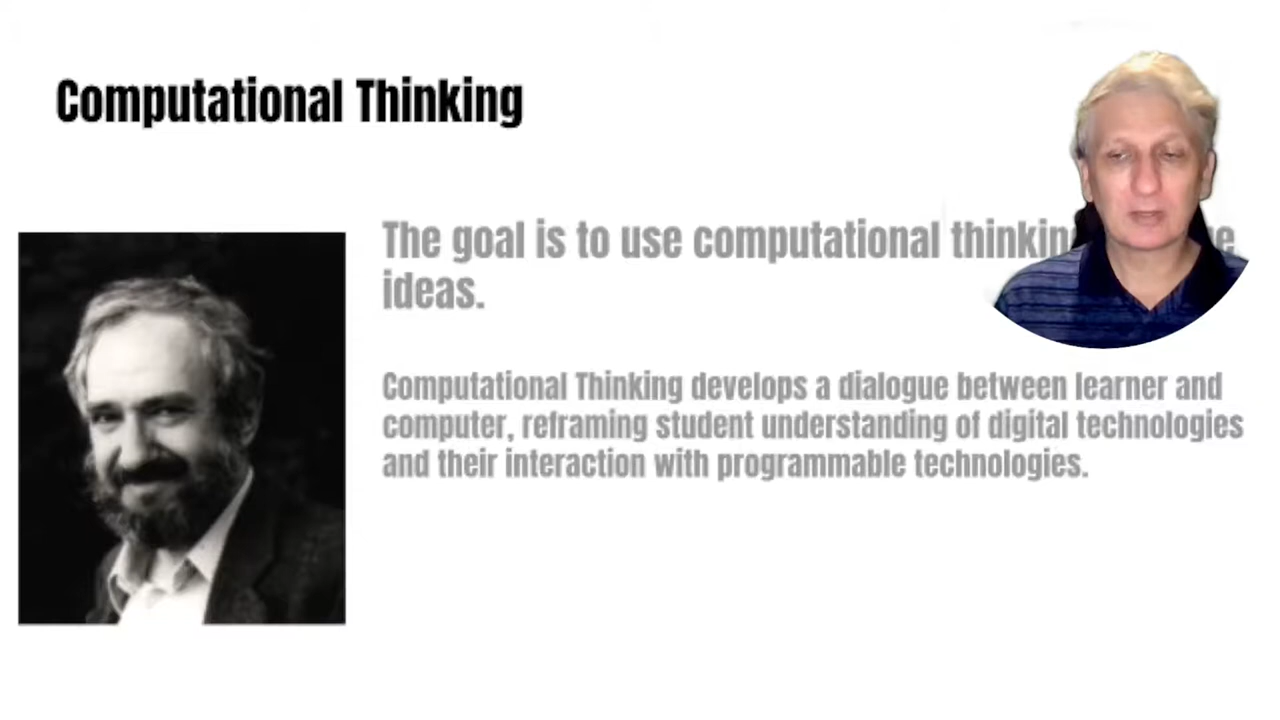 Computational Thinking
The goal is to use computational
ideas.
Computational Thinking develops a dialogue between learner and
computer, reframing student understanding of digital technologies
and their interaction with programmable technologies.